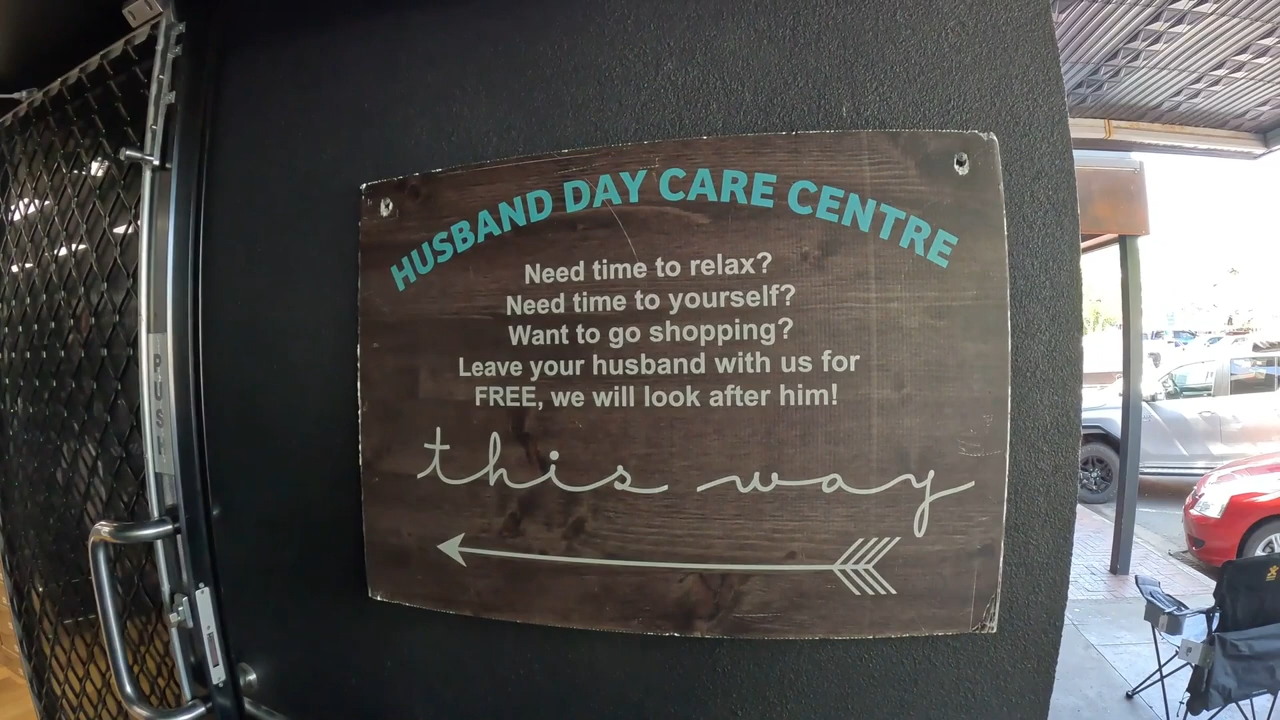 HUSBAND DAY CARE CENTRE
Need time to relax?
Need time to yourself?
Want to go shopping?
Leave your husband with us for
FREE, we will look after him!
this way
PUSH